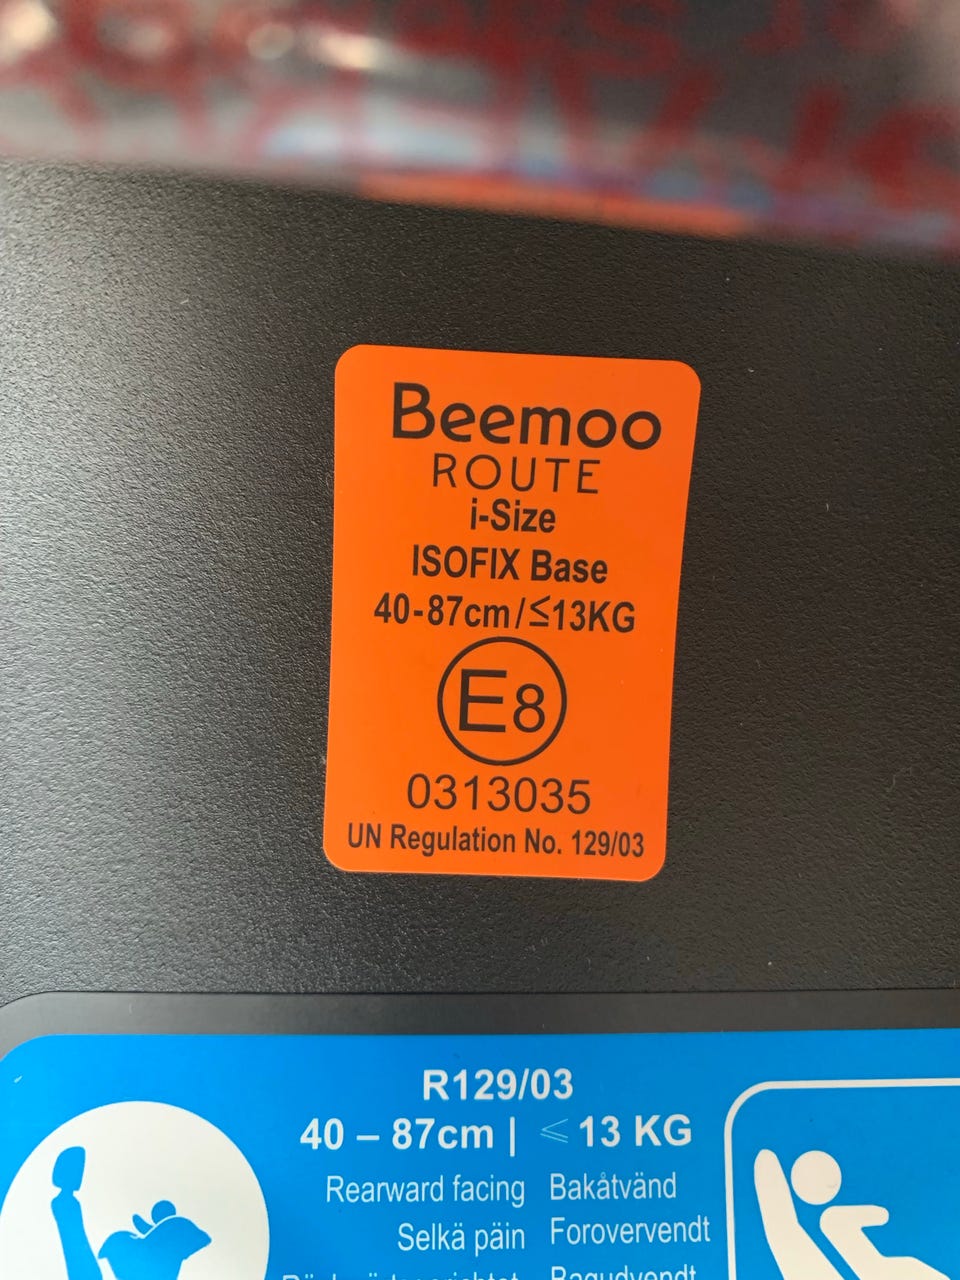 Beemoo
ROUTE
i-Size
ISOFIX Base
40-87cm/≤13KG
E8
0313035
UN Regulation No. 129/03
R129/03
40 – 87cm | ≤ 13 KG
Rearward facing Bakåtvänd
Selkä päin Forovervendt
Bagudvendt